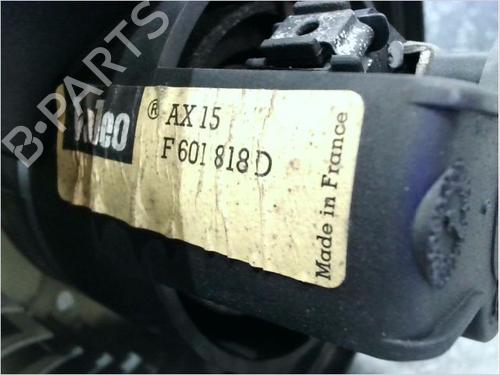 B-PARTS
Valeo
® AX 15
F 601 818 D
Made in France